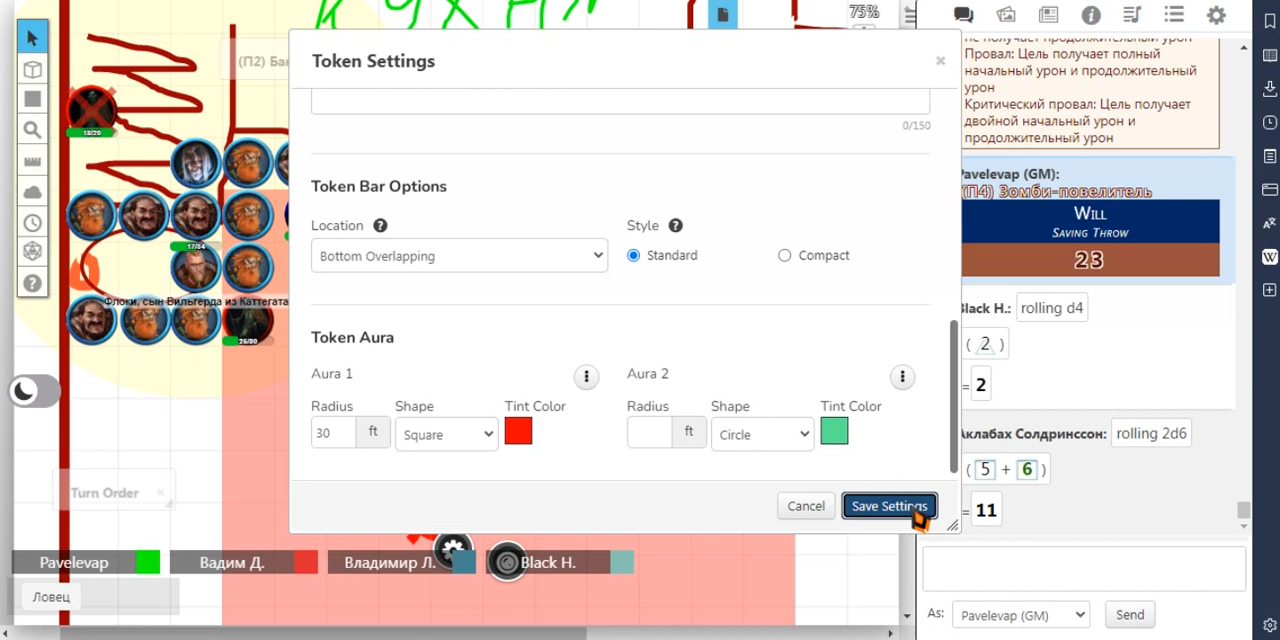 КУХНЯ
75%
(П2) Ба
13/20
17/54
Флоки, сын Вильгерда из Каттегата
26/80
Turn Order
Pavelevap
Вадим Д.
Владимир Л.
Black H.
Ловец
Token Settings
0/150
Token Bar Options
Location
Style
Bottom Overlapping
Standard
Compact
Token Aura
Aura 1
Aura 2
Radius
Shape
Tint Color
Radius
Shape
Tint Color
30
ft
Square
ft
Circle
Cancel
Save Settings
не получает продолжительный урон
Провал: Цель получает полный
начальный урон и продолжительный
урон
Критический провал: Цель получает
двойной начальный урон и
продолжительный урон
Pavelevap (GM):
(П4) Зомби-повелитель
Will
Saving Throw
23
Black H.: rolling d4
( 2 )
= 2
Аклабах Солдринссон: rolling 2d6
( 5 + 6 )
= 11
As:
Pavelevap (GM)
Send